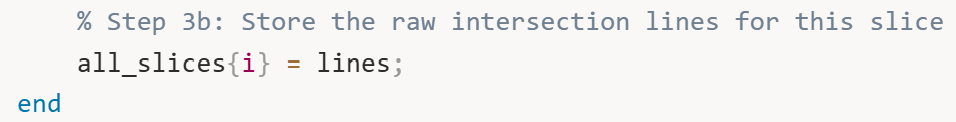 % Step 3b: Store the raw intersection lines for this slice
all_slices{i} = lines;
end